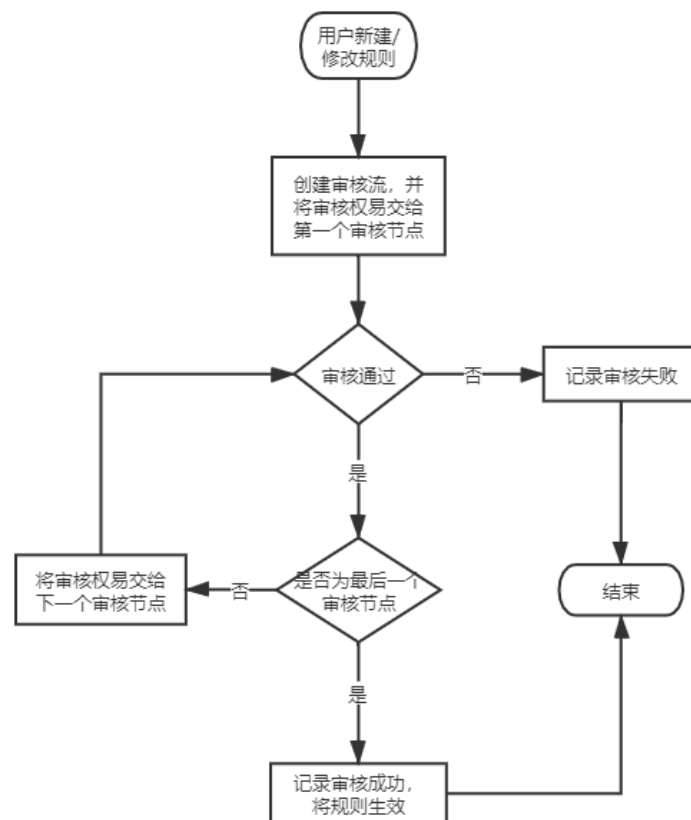 用户新建/
修改规则
创建审核流，并
将审核权易交给
第一个审核节点
审核通过
否
记录审核失败
是
将审核权易交给
下一个审核节点
否
是否为最后一个
审核节点
结束
是
记录审核成功，
将规则生效